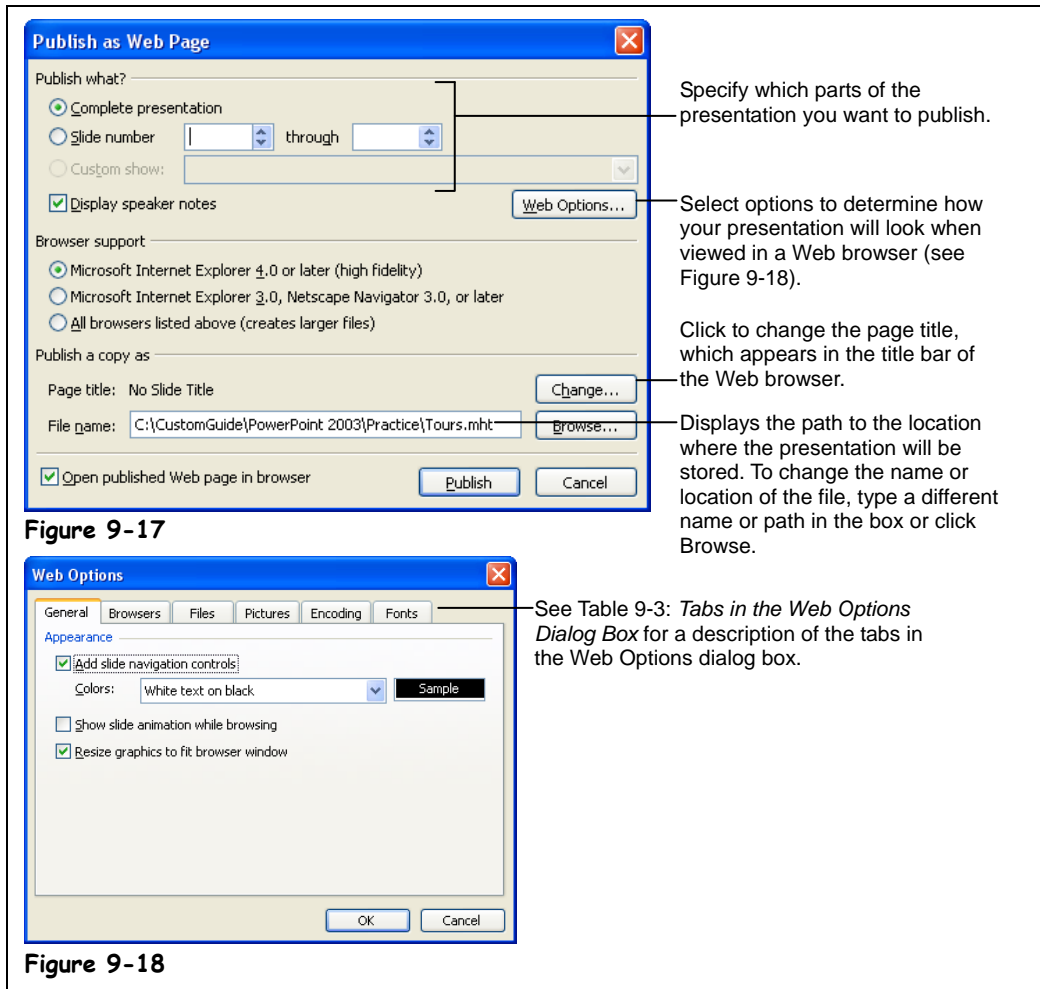 Publish as Web Page
Publish what?
Complete presentation
Slide number through
Custom show:
Display speaker notes
Web Options...
Browser support
Microsoft Internet Explorer 4.0 or later (high fidelity)
Microsoft Internet Explorer 3.0, Netscape Navigator 3.0, or later
All browsers listed above (creates larger files)
Publish a copy as
Page title: No Slide Title Change...
File name: C:\CustomGuide\PowerPoint 2003\Practice\Tours.mht Browse...
Open published Web page in browser Publish Cancel
Specify which parts of the
presentation you want to publish.
Select options to determine how
your presentation will look when
viewed in a Web browser (see
Figure 9-18).
Click to change the page title,
which appears in the title bar of
the Web browser.
Displays the path to the location
where the presentation will be
stored. To change the name or
location of the file, type a different
name or path in the box or click
Browse.
Figure 9-17
Web Options
General Browsers Files Pictures Encoding Fonts
Appearance
Add slide navigation controls
Colors: White text on black Sample
Show slide animation while browsing
Resize graphics to fit browser window
OK Cancel
See Table 9-3: Tabs in the Web Options
Dialog Box for a description of the tabs in
the Web Options dialog box.
Figure 9-18